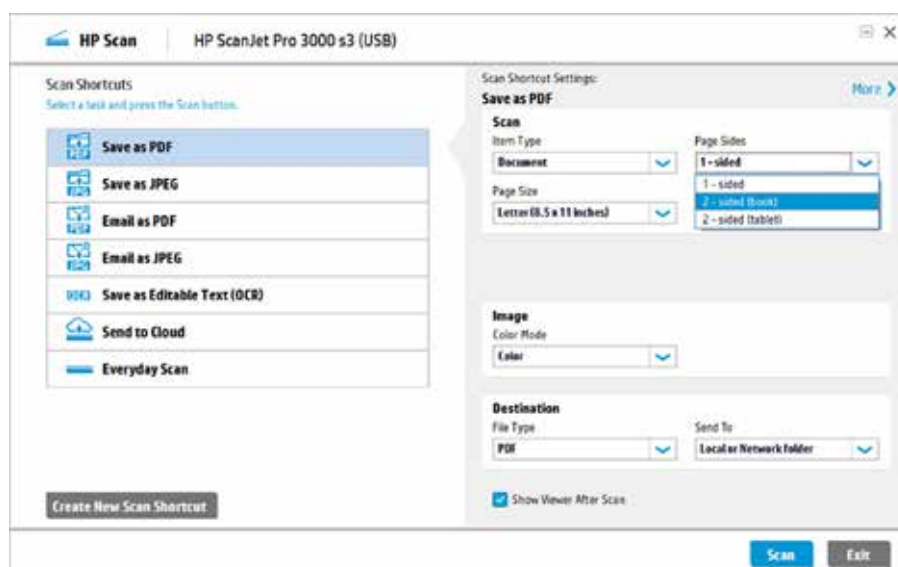 HP Scan
HP ScanJet Pro 3000 s3 (USB)
Scan Shortcuts
Select a task and press the Scan button.
Save as PDF
Save as JPEG
Email as PDF
Email as JPEG
Save as Editable Text (OCR)
Send to Cloud
Everyday Scan
Create New Scan Shortcut
Scan Shortcut Settings:
Save as PDF
More
Scan
Item Type
Page Sides
Document
1 - sided
1 - sided
2 - sided (book)
2 - sided (tablet)
Page Size
Letter (8.5 x 11 inches)
Image
Color Mode
Color
Destination
File Type
Send To
PDF
Local or Network folder
Show Viewer After Scan
Scan
Exit